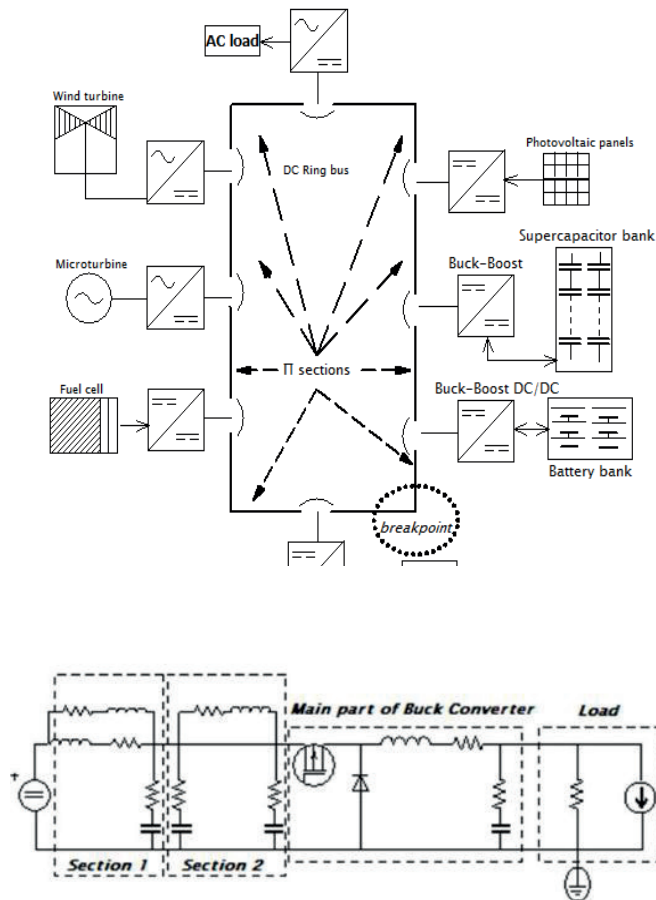 AC load
Wind turbine
DC Ring bus
Photovoltaic panels
Supercapacitor bank
Microturbine
Buck-Boost
Π sections
Fuel cell
Buck-Boost DC/DC
Battery bank
breakpoint
Main part of Buck Converter
Load
+
Section 1
Section 2